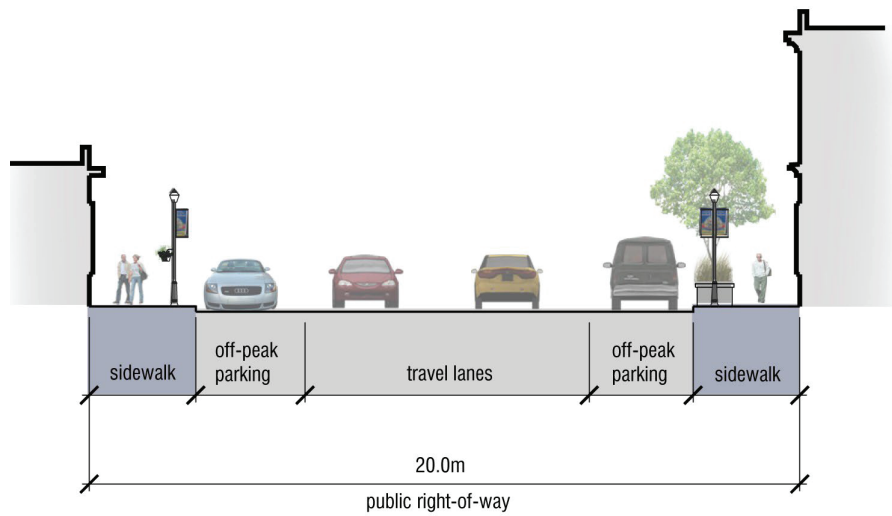 off-peak
parking
off-peak
parking
sidewalk
travel lanes
sidewalk
20.0m
public right-of-way